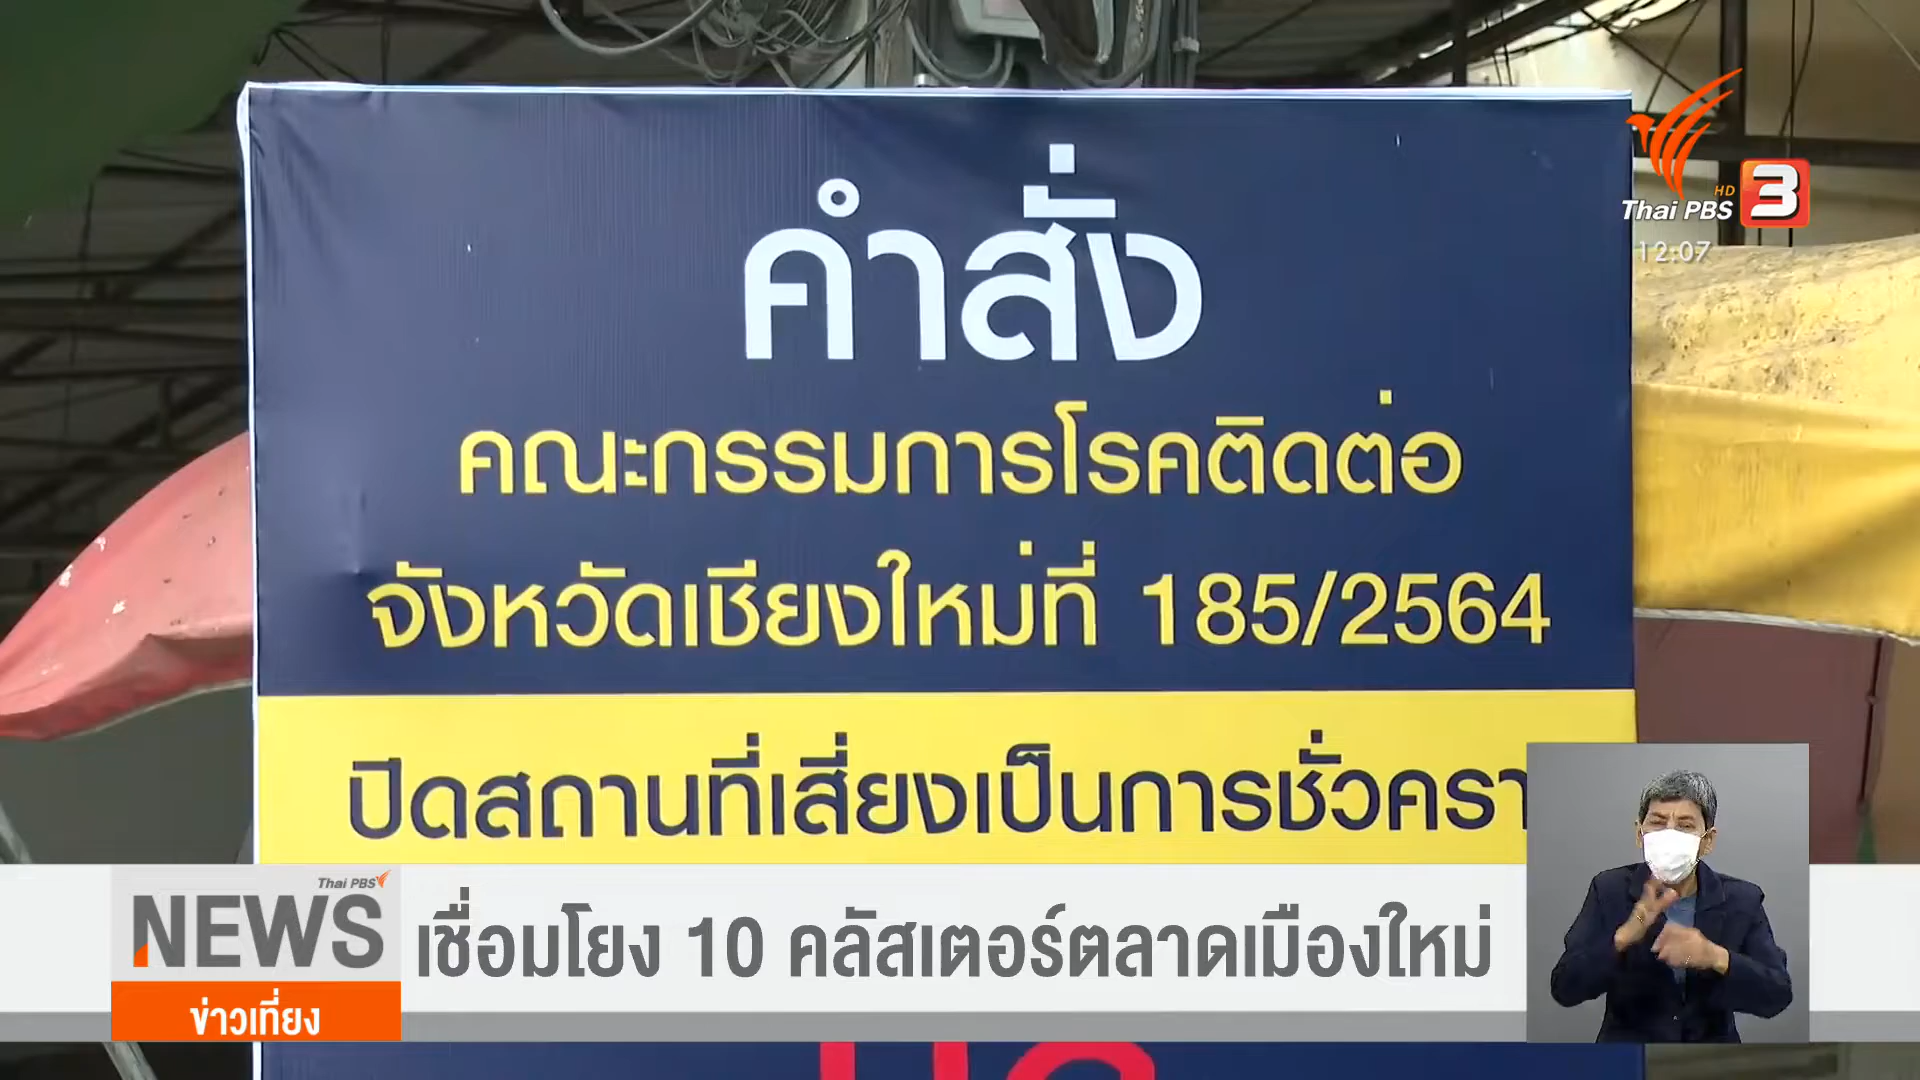 คำสั่ง
คณะกรรมการโรคติดต่อ
จังหวัดเชียงใหม่ที่ 185/2564
ปิดสถานที่เสี่ยงเป็นการชั่วครา
HD
Thai PBS 3
12:07
Thai PBS
NEWS
ข่าวเที่ยง
เชื่อมโยง 10 คลัสเตอร์ตลาดเมืองใหม่